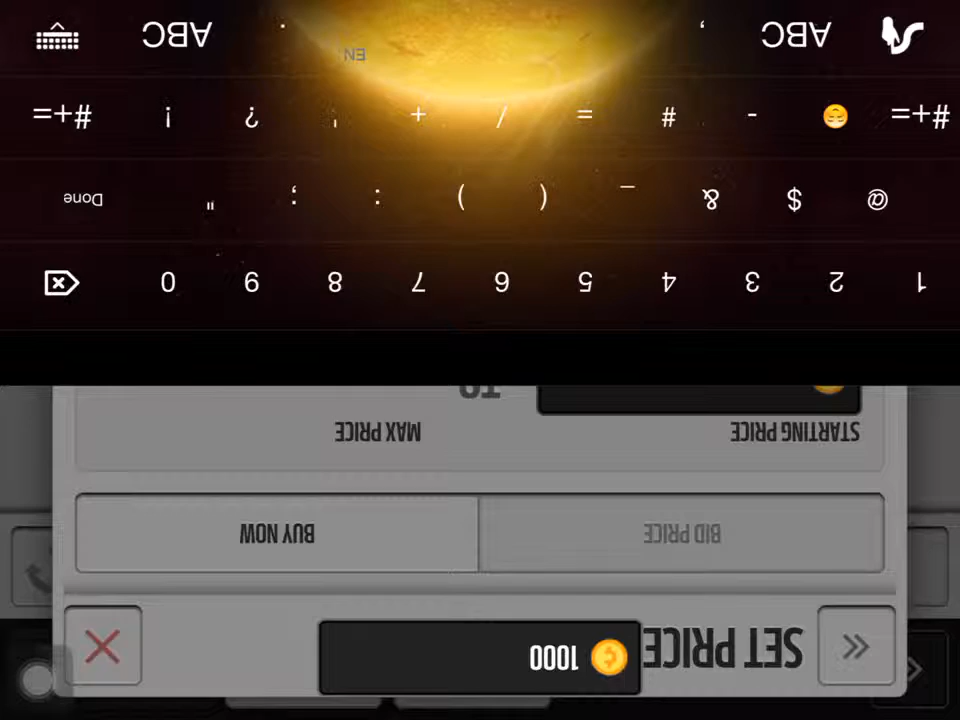 SET PRICE 1000
BID PRICE BUY NOW
STARTING PRICE MAX PRICE
TO
1 2 3 4 5 6 7 8 9 0
@ $ & _ ( ) : ; " Done
#+= - # = / + ' ? ! #+=
ABC , EN . ABC